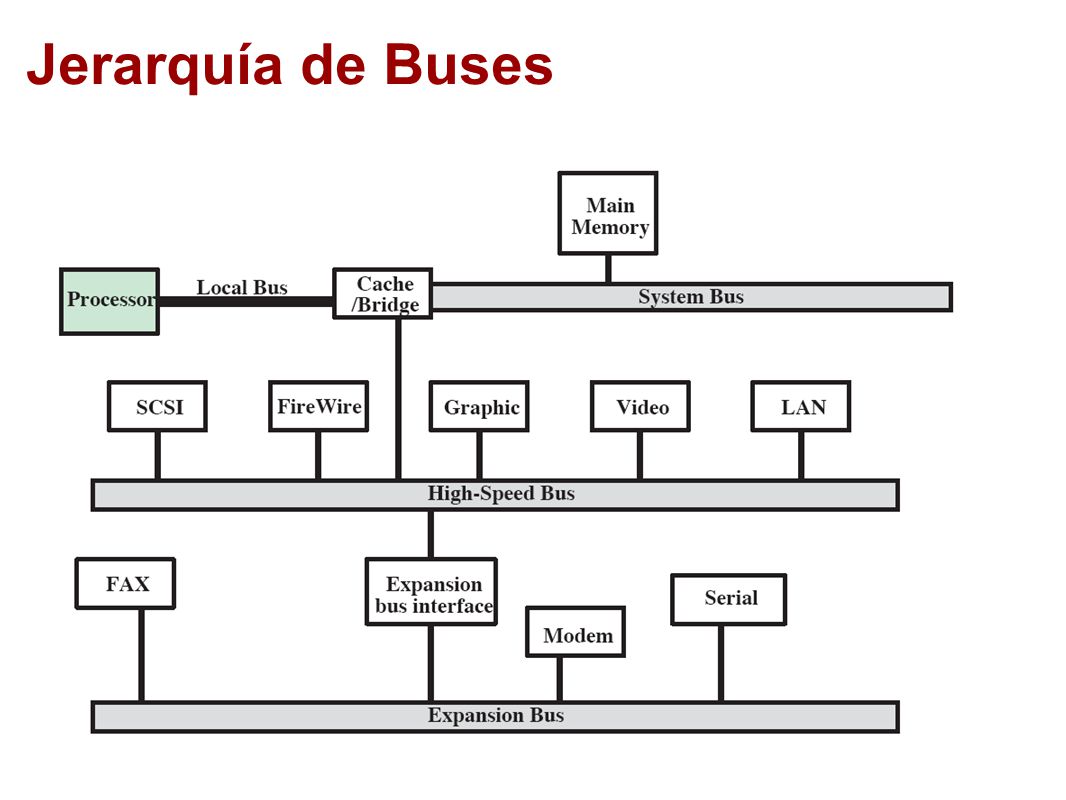 Jerarquía de Buses
Main
Memory
Processor
Local Bus
Cache
/Bridge
System Bus
SCSI
FireWire
Graphic
Video
LAN
High-Speed Bus
FAX
Expansion
bus interface
Modem
Serial
Expansion Bus